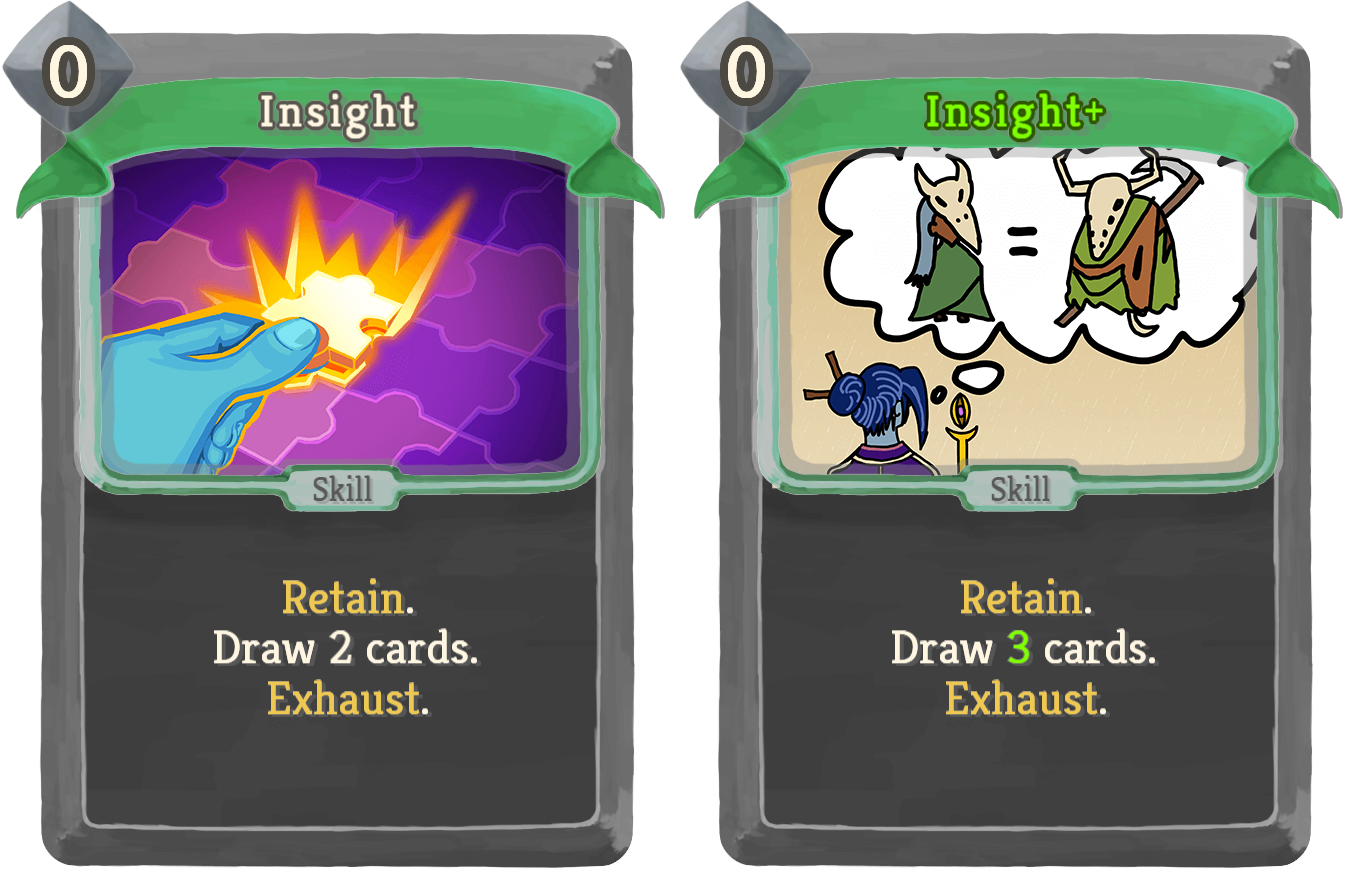 0
Insight
Skill
Retain.
Draw 2 cards.
Exhaust.
0
Insight+
=
Skill
Retain.
Draw 3 cards.
Exhaust.